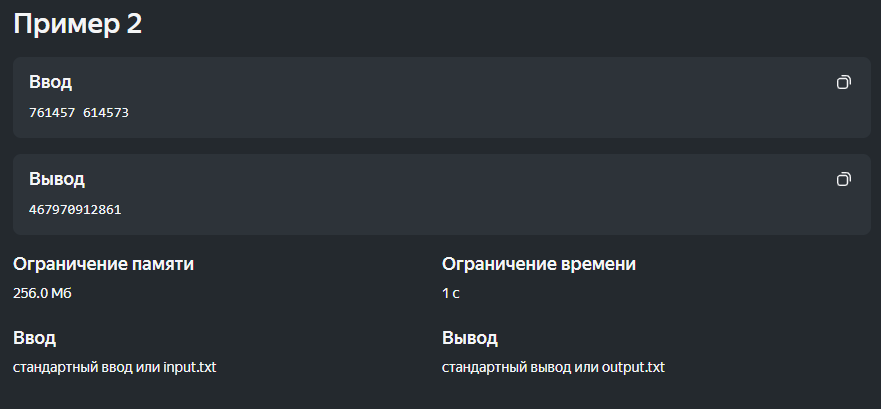 Пример 2
Ввод
761457 614573
Вывод
467970912861
Ограничение памяти
Ограничение времени
256.0 Мб
1 с
Ввод
Вывод
стандартный ввод или input.txt
стандартный вывод или output.txt